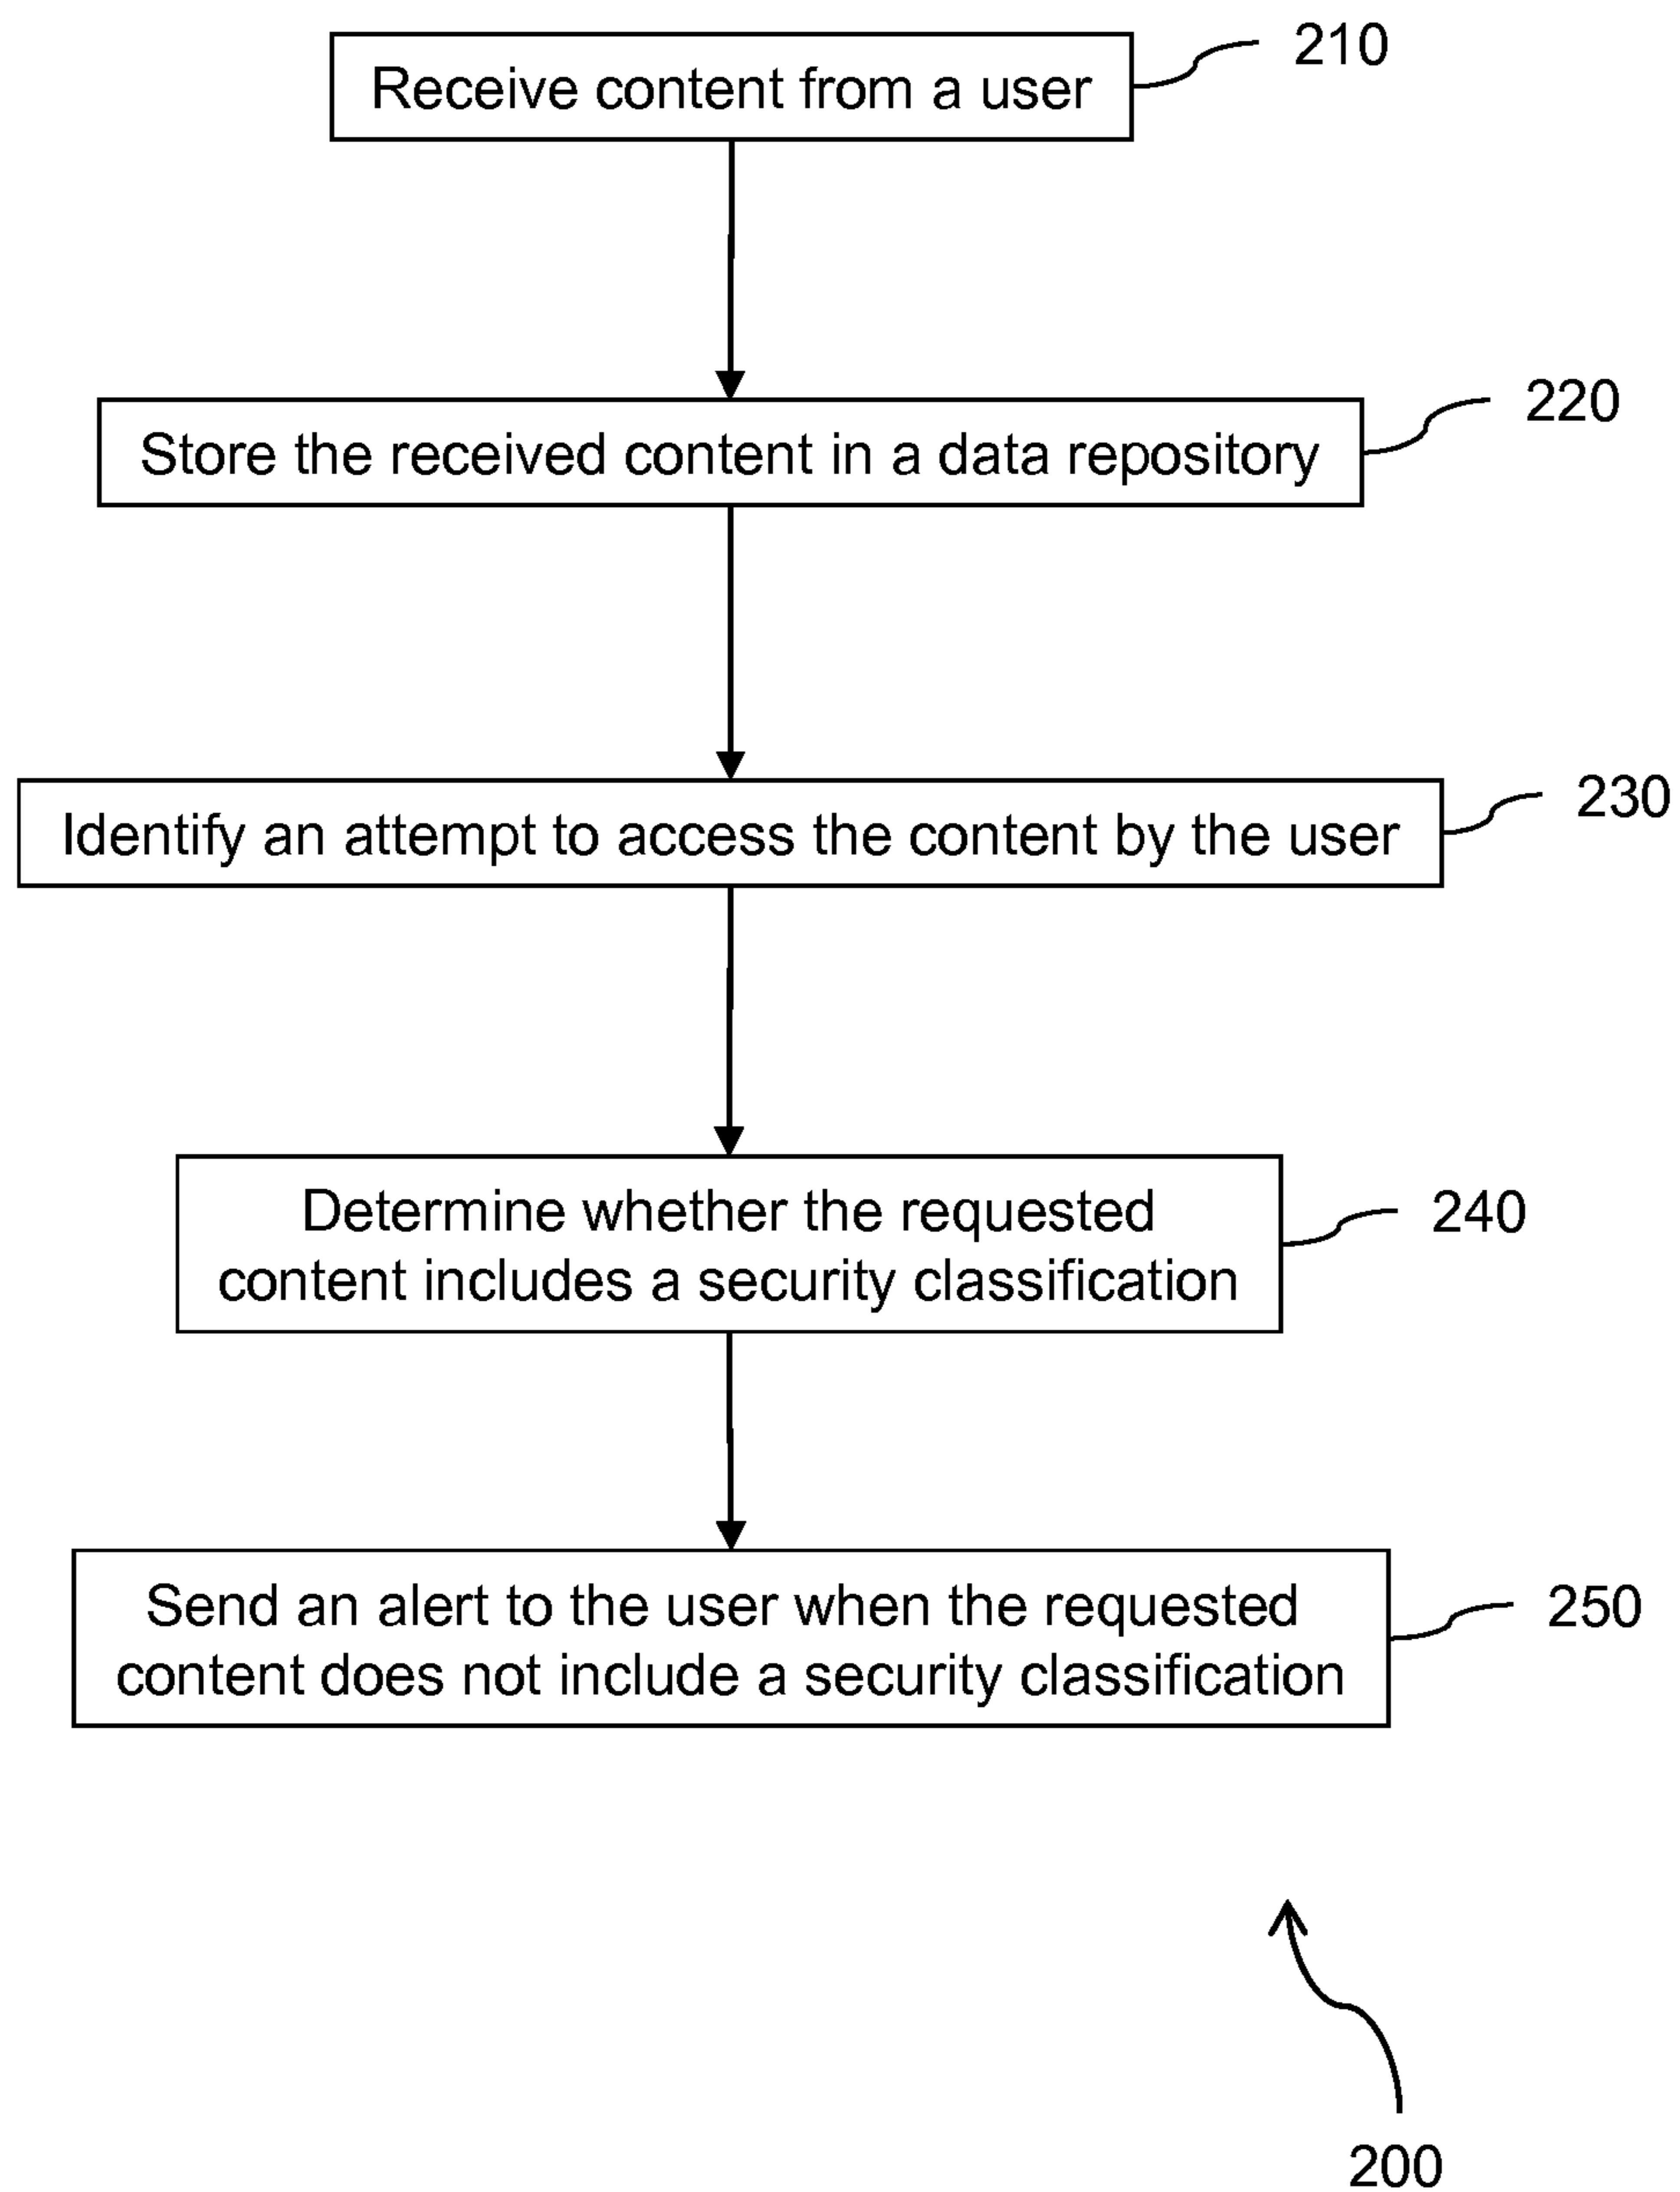 Receive content from a user
210
Store the received content in a data repository
220
Identify an attempt to access the content by the user
230
Determine whether the requested
content includes a security classification
240
Send an alert to the user when the requested
content does not include a security classification
250
200